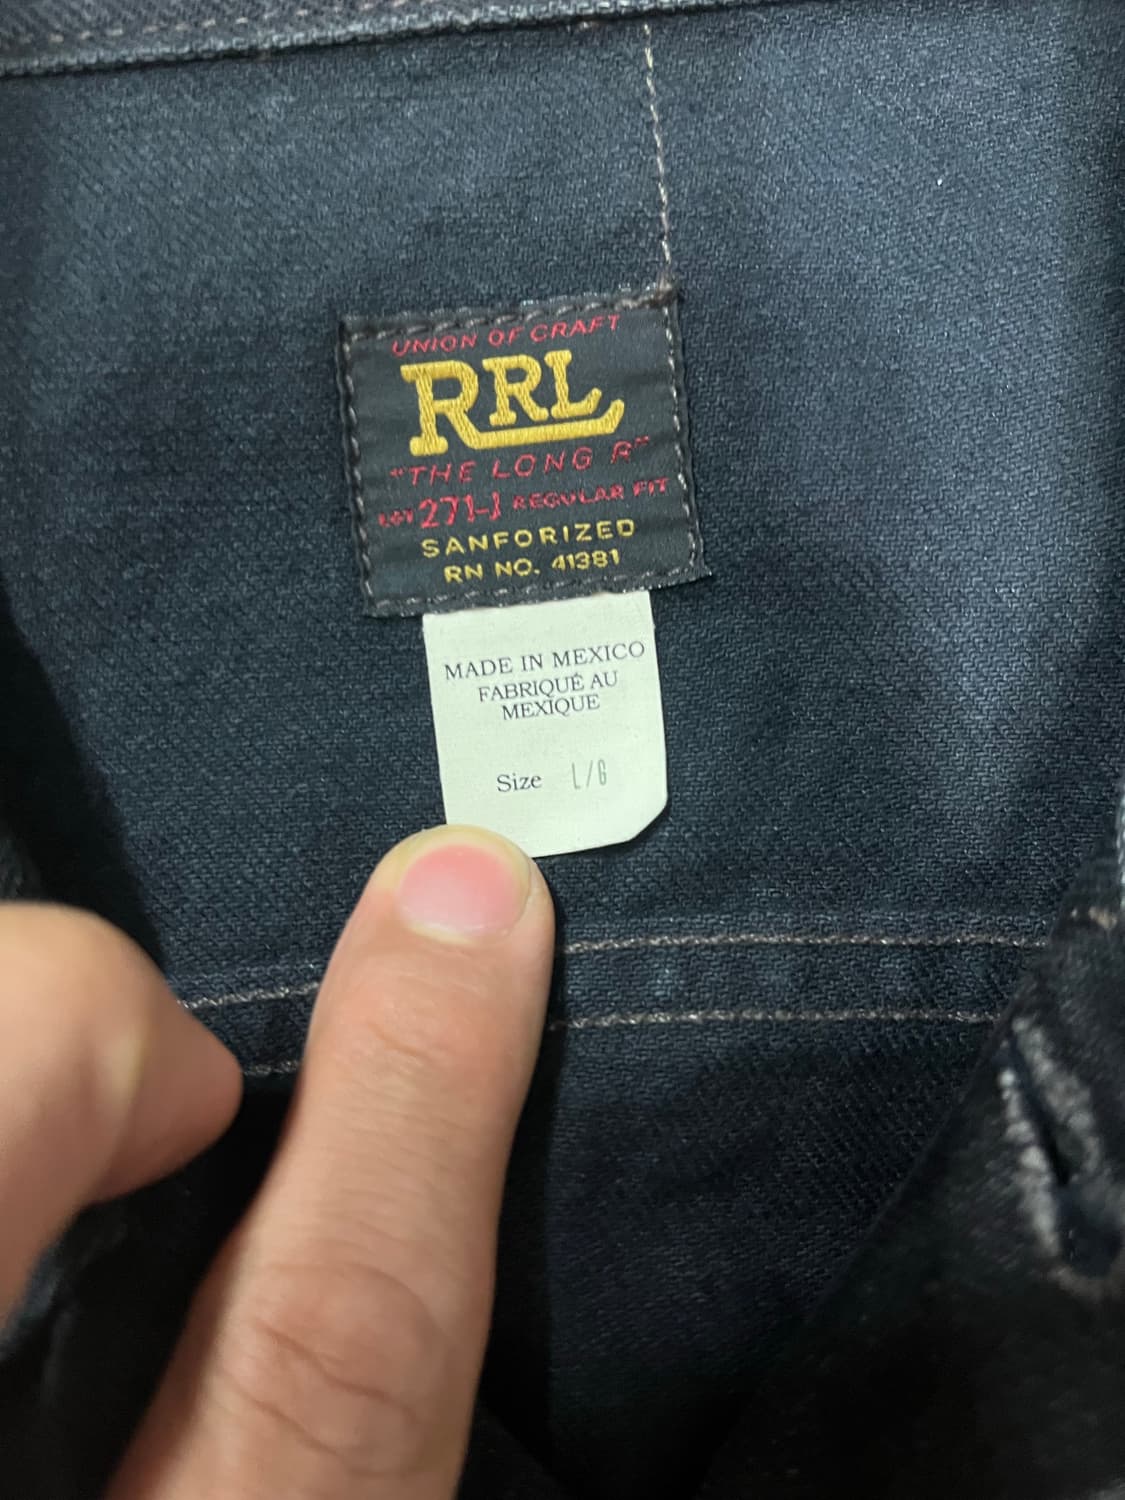 UNION OF CRAFT
RRL
"THE LONG R"
LOT 271-J REGULAR FIT
SANFORIZED
RN NO. 41381
MADE IN MEXICO
FABRIQUÉ AU
MEXIQUE
Size L/G